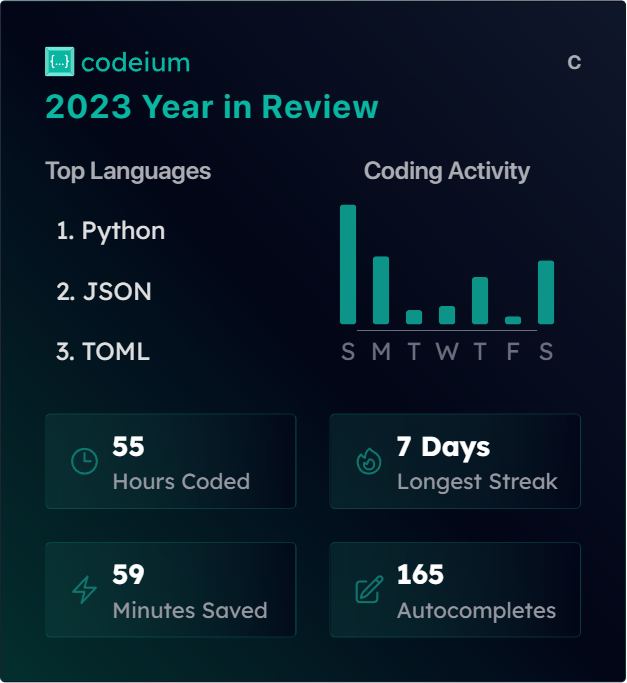 {...} codeium
C
2023 Year in Review
Top Languages
1. Python
2. JSON
3. TOML
Coding Activity
S M T W T F S
55
Hours Coded
7 Days
Longest Streak
59
Minutes Saved
165
Autocompletes